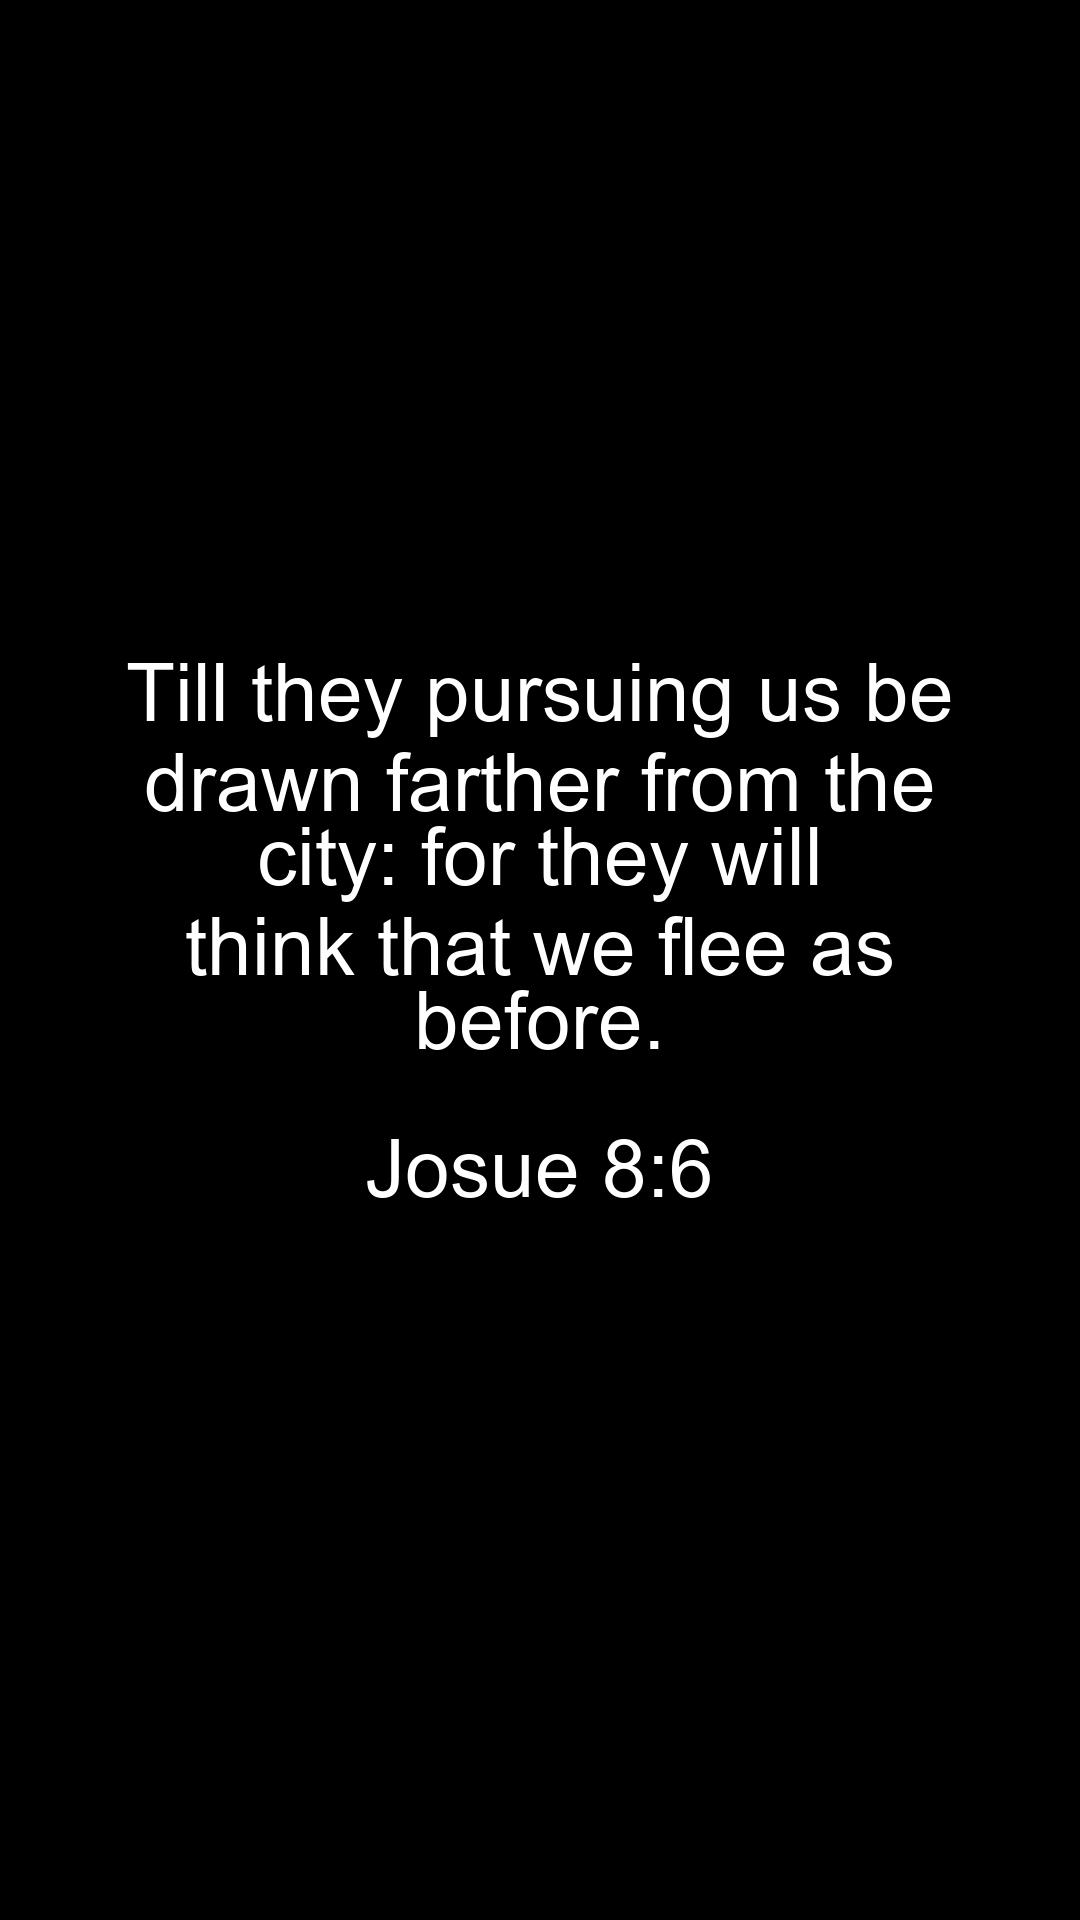 Till they pursuing us be
drawn farther from the
city: for they will
think that we flee as
before.
Josue 8:6